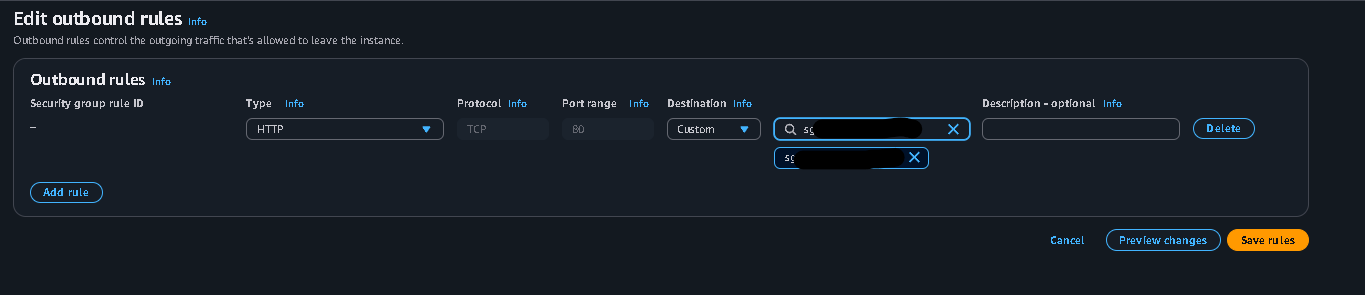 Edit outbound rules Info
Outbound rules control the outgoing traffic that's allowed to leave the instance.
Outbound rules Info
Security group rule ID Type Info Protocol Info Port range Info Destination Info Description - optional Info
– HTTP TCP 80 Custom sg Delete
sg
Add rule
Cancel Preview changes Save rules